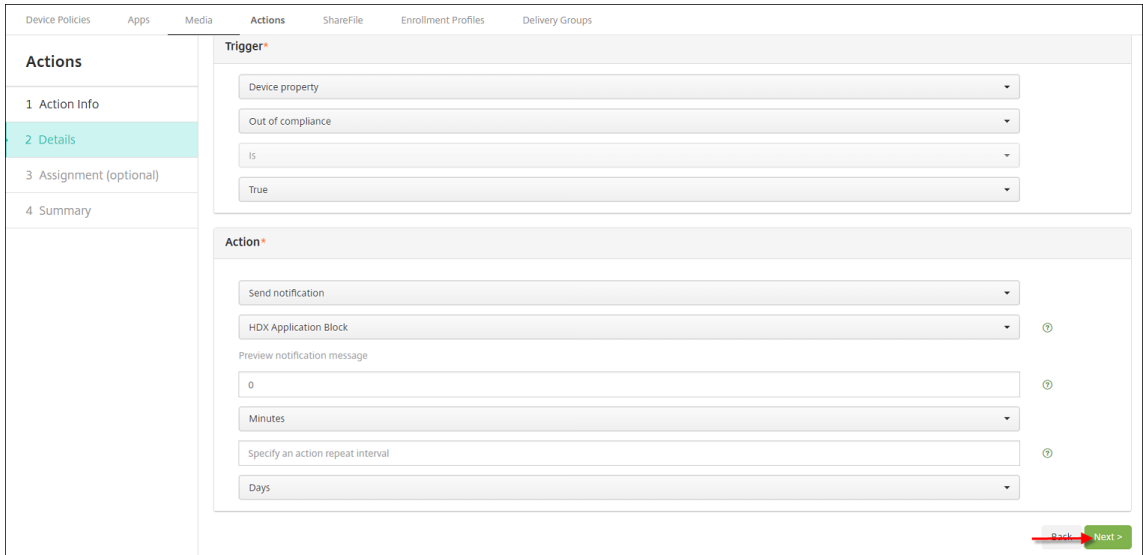 Device Policies Apps Media Actions ShareFile Enrollment Profiles Delivery Groups
Actions
1 Action Info
2 Details
3 Assignment (optional)
4 Summary
Trigger*
Device property
Out of compliance
Is
True
Action*
Send notification
HDX Application Block
Preview notification message
0
Minutes
Specify an action repeat interval
Days
Back Next >